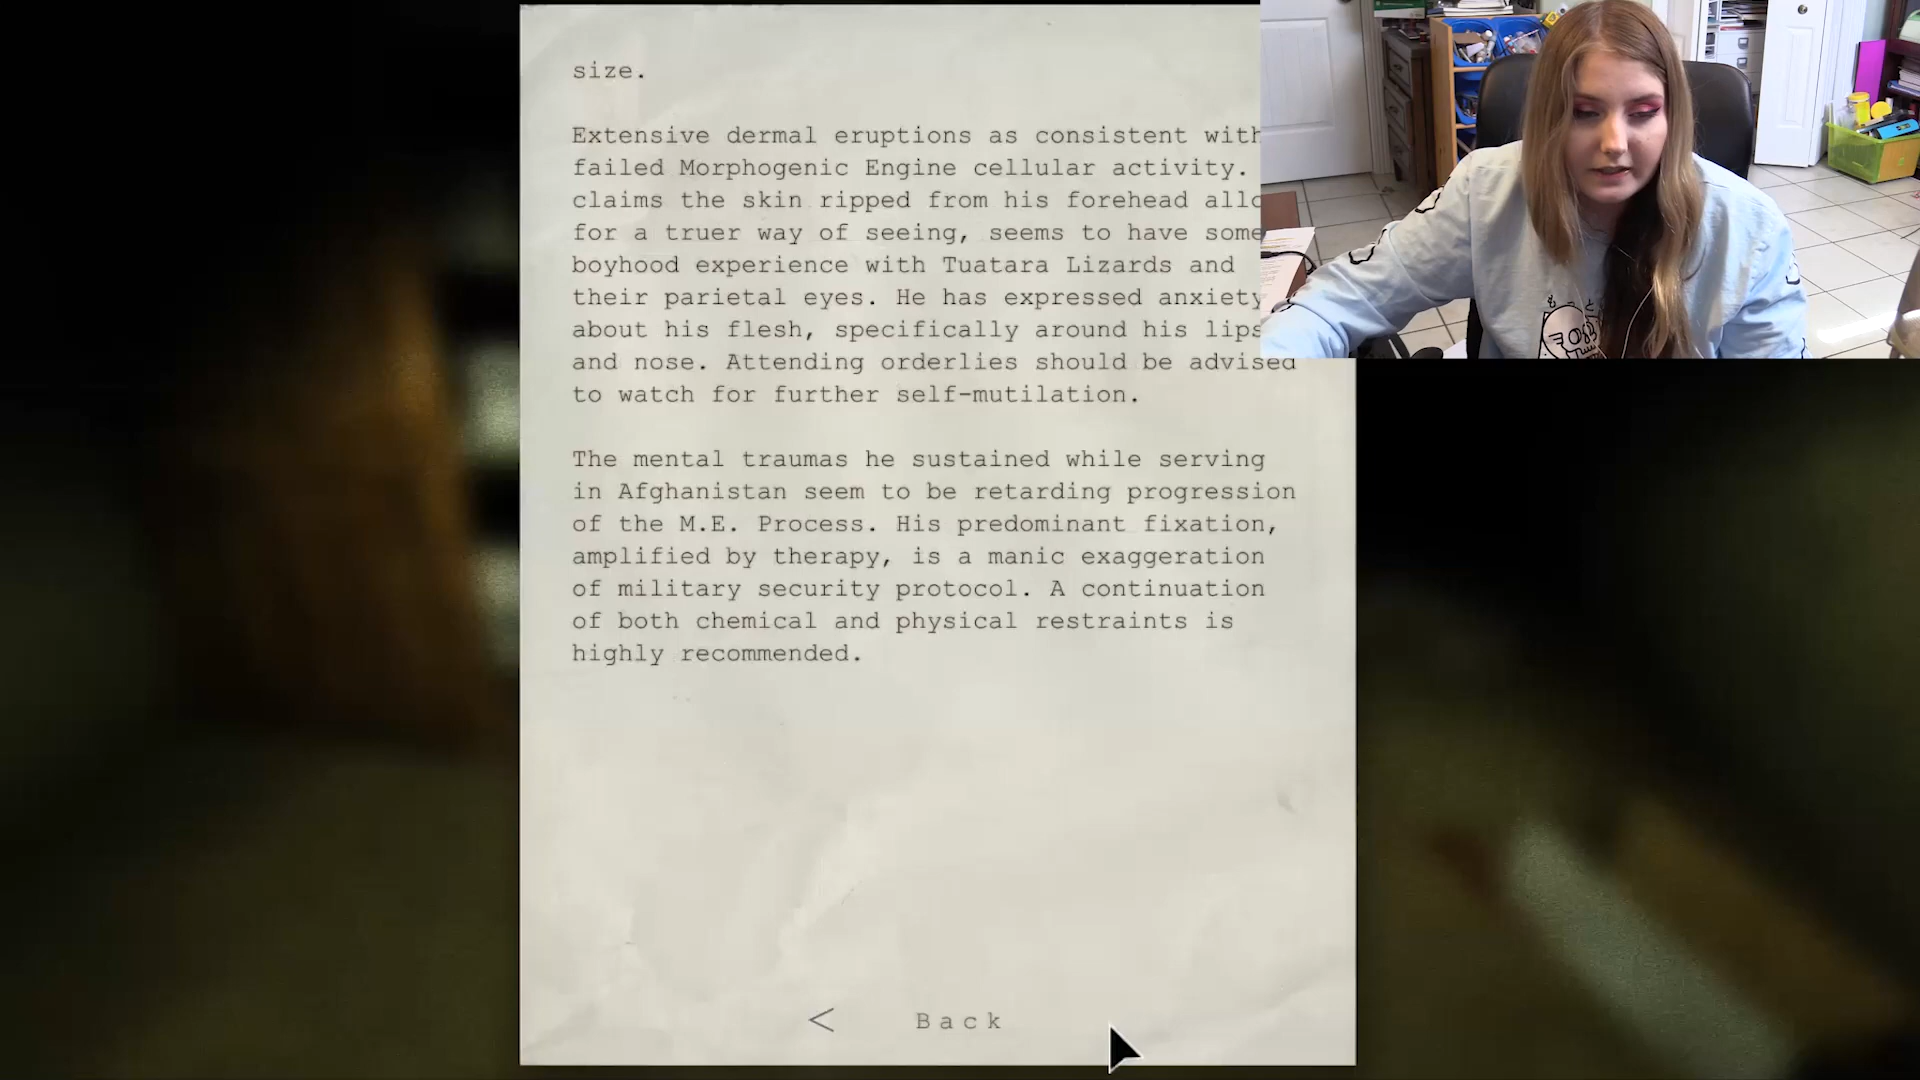 size.
Extensive dermal eruptions as consistent with
failed Morphogenic Engine cellular activity.
claims the skin ripped from his forehead
for a truer way of seeing, seems to have some
boyhood experience with Tuatara Lizards and
their parietal eyes. He has expressed anxiety
about his flesh, specifically around his lips
and nose. Attending orderlies should be advised
to watch for further self-mutilation.
The mental traumas he sustained while serving
in Afghanistan seem to be retarding progression
of the M.E. Process. His predominant fixation,
amplified by therapy, is a manic exaggeration
of military security protocol. A continuation
of both chemical and physical restraints is
highly recommended.
< Back